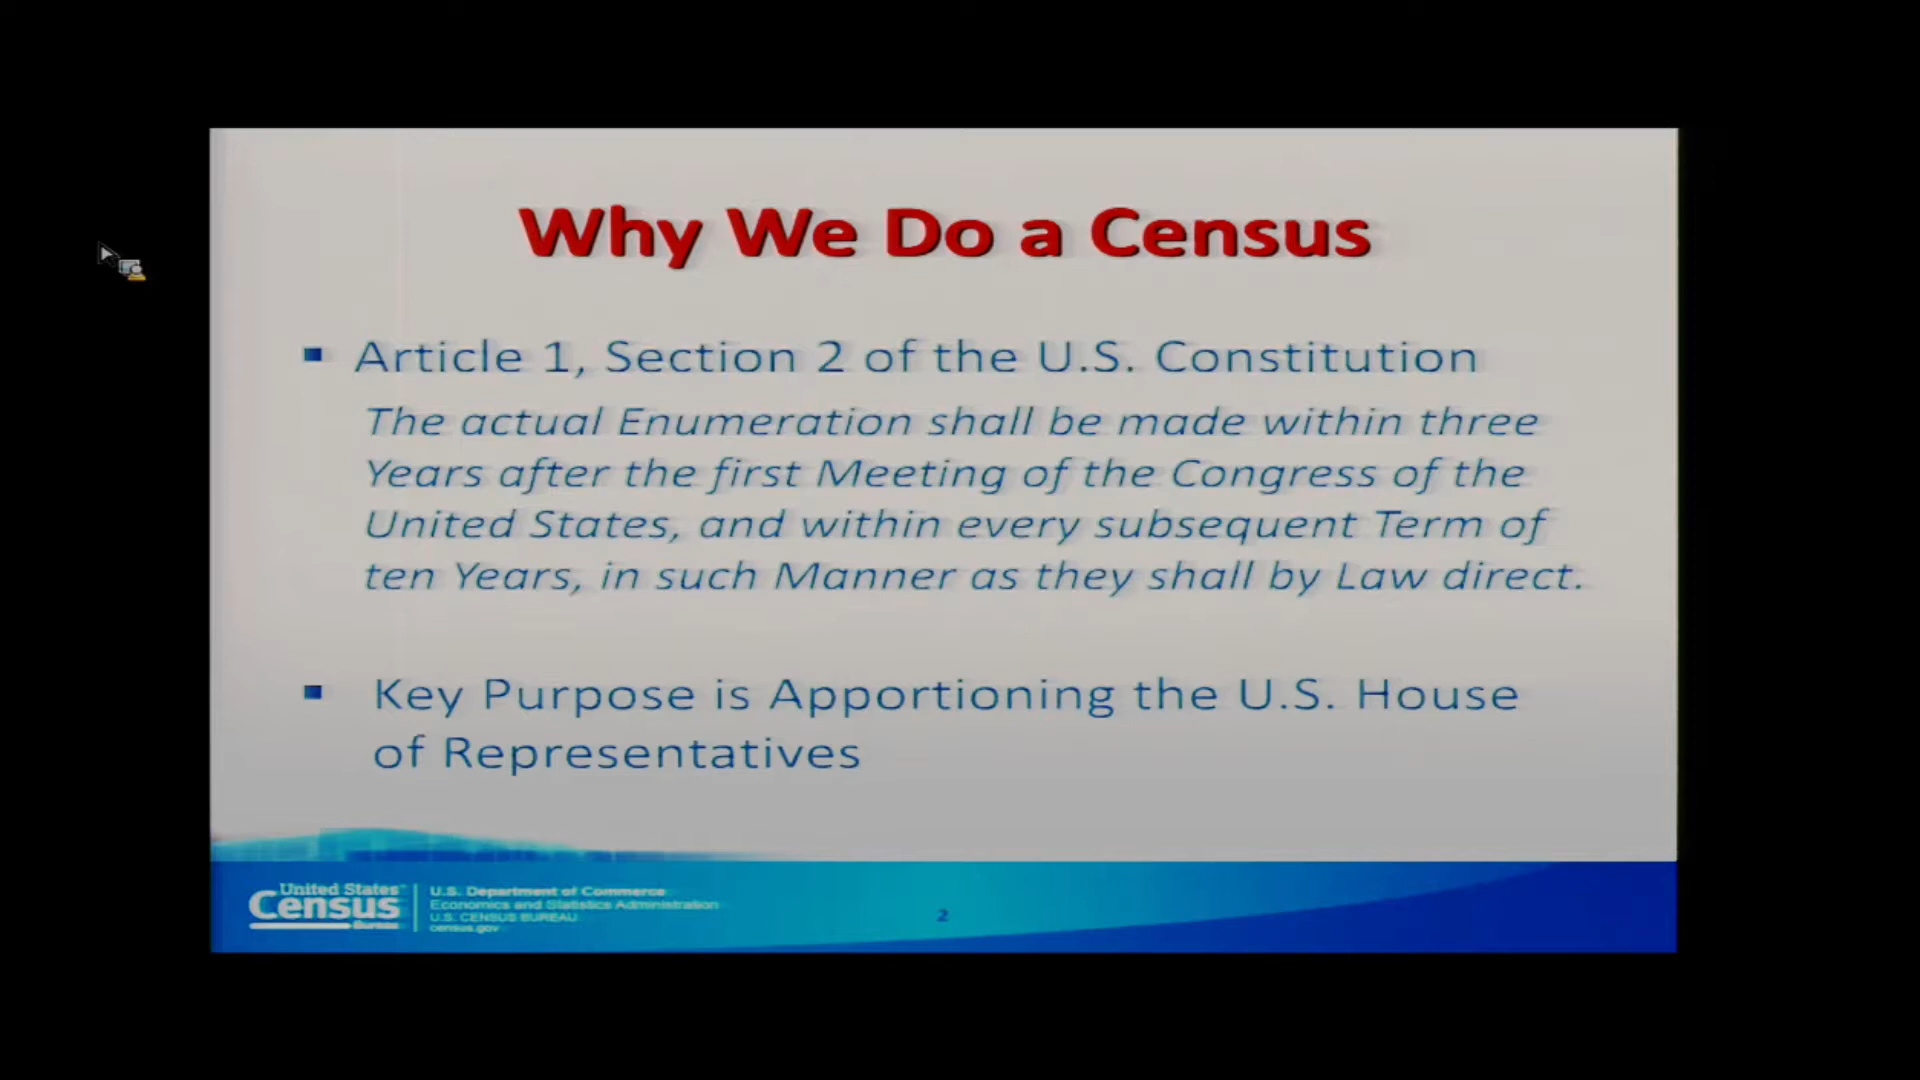 Why We Do a Census
▪ Article 1, Section 2 of the U.S. Constitution
The actual Enumeration shall be made within three
Years after the first Meeting of the Congress of the
United States, and within every subsequent Term of
ten Years, in such Manner as they shall by Law direct.
▪ Key Purpose is Apportioning the U.S. House
of Representatives
United States
Census
Bureau
U.S. Department of Commerce
Economics and Statistics Administration
U.S. CENSUS BUREAU
census.gov
2